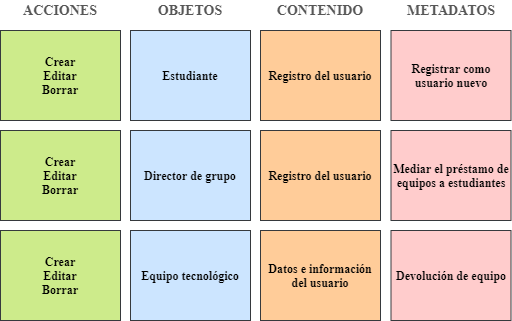 ACCIONES OBJETOS CONTENIDO METADATOS
Crear
Editar
Borrar
Estudiante
Registro del usuario
Registrar como
usuario nuevo
Crear
Editar
Borrar
Director de grupo
Registro del usuario
Mediar el préstamo de
equipos a estudiantes
Crear
Editar
Borrar
Equipo tecnológico
Datos e información
del usuario
Devolución de equipo